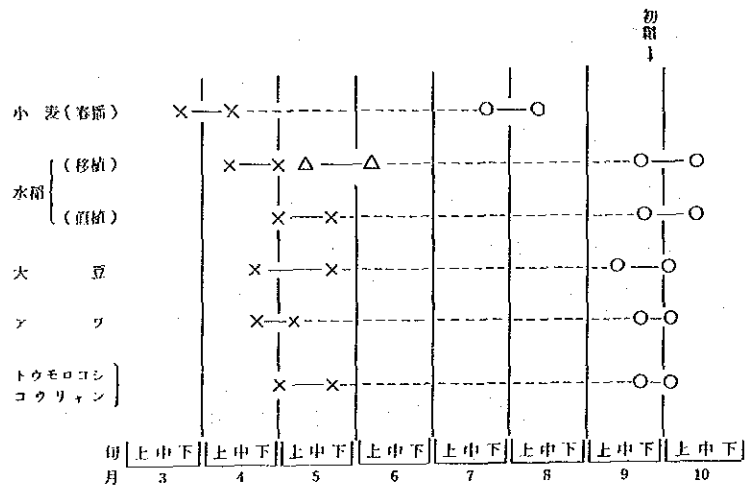 初霜
↓
小麦(春播) × × ○ ○
水稲
(移植) × × △ △ ○ ○
(直植) × × ○ ○
大豆 × × ○ ○
アワ × × ○ ○
トウモロコシ
コウリャン × × ○ ○
旬 上中下 上中下 上中下 上中下 上中下 上中下 上中下 上中下
月 3 4 5 6 7 8 9 10